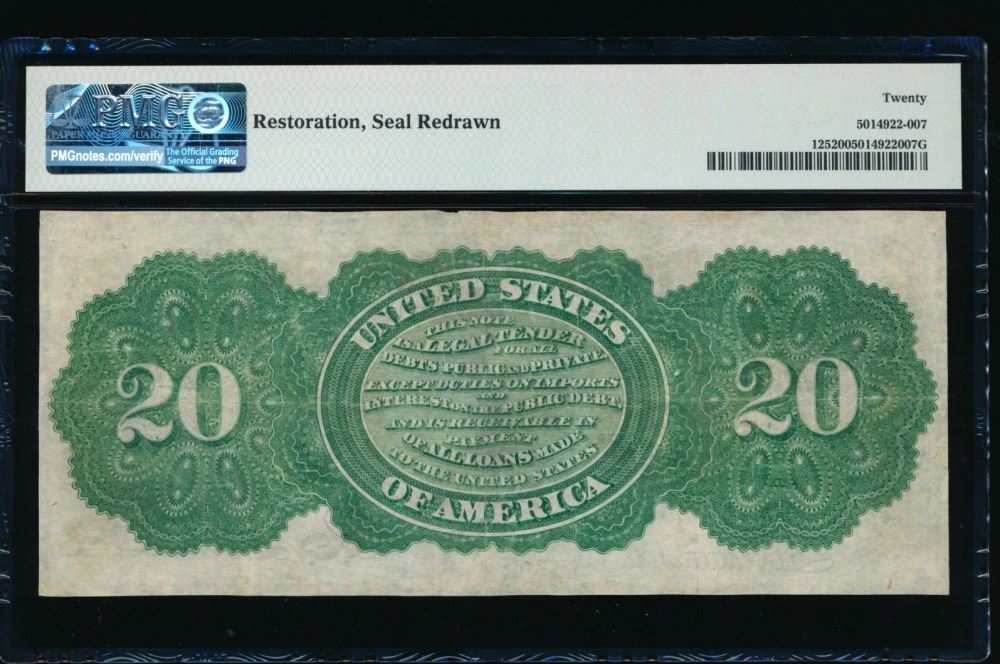 PMG
PAPER MONEY GUARANTY
PMGnotes.com/verify
The Official Grading
Service of the PNG
Restoration, Seal Redrawn
Twenty
5014922-007
1252005014922007G
UNITED STATES
THIS NOTE
IS A LEGAL TENDER
FOR ALL
DEBTS PUBLIC AND PRIVATE
EXCEPT DUTIES ON IMPORTS
AND
INTEREST ON THE PUBLIC DEBT,
AND IS RECEIVABLE IN
PAYMENT
OF ALL LOANS MADE
TO THE UNITED STATES
OF AMERICA
20
20